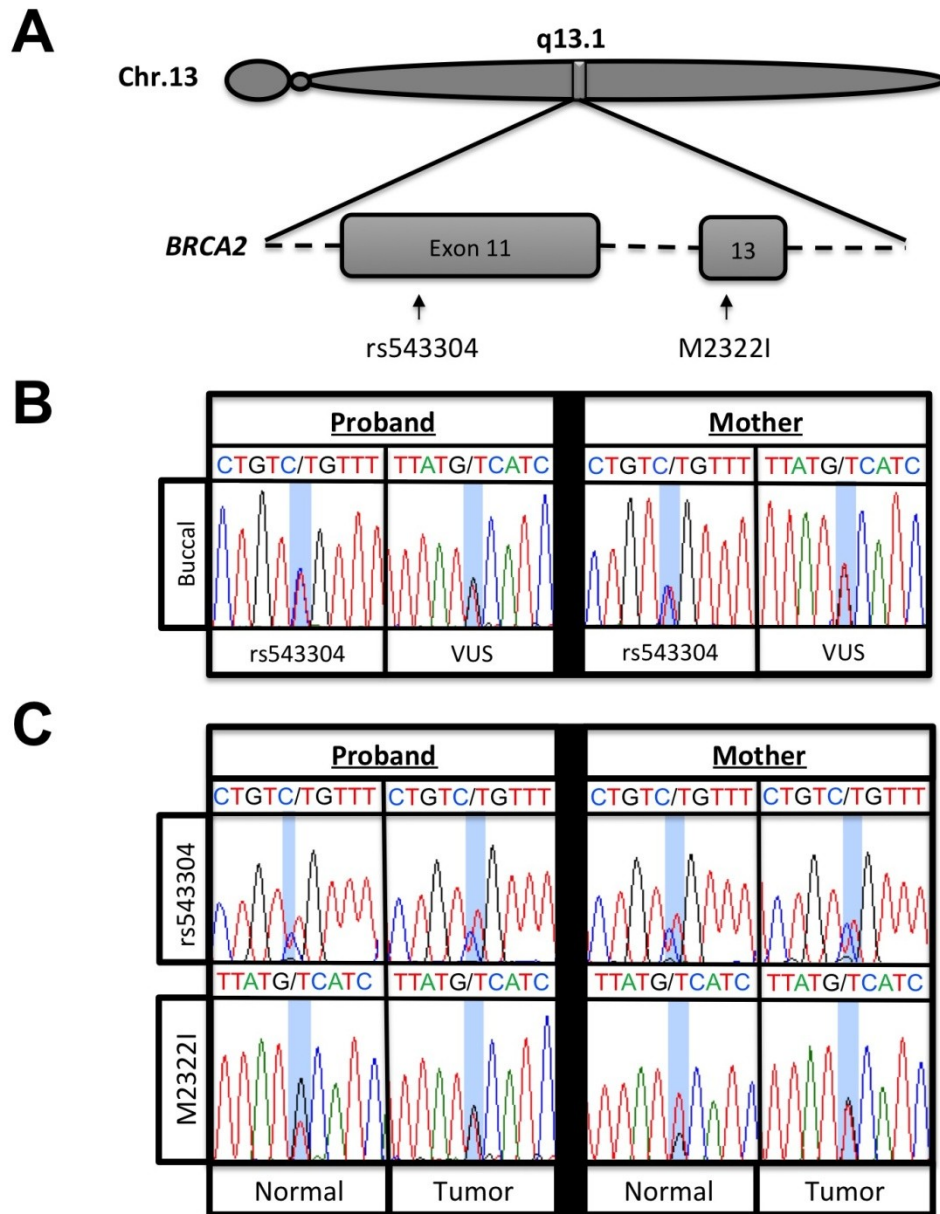 A
q13.1
Chr.13
BRCA2
Exon 11
13
rs543304
M2322I
B
Proband Mother
CTGTC/TGTTT TTATG/TCATC CTGTC/TGTTT TTATG/TCATC
Buccal
rs543304 VUS rs543304 VUS
C
Proband Mother
CTGTC/TGTTT CTGTC/TGTTT CTGTC/TGTTT CTGTC/TGTTT
rs543304
TTATG/TCATC TTATG/TCATC TTATG/TCATC TTATG/TCATC
M2322I
Normal Tumor Normal Tumor